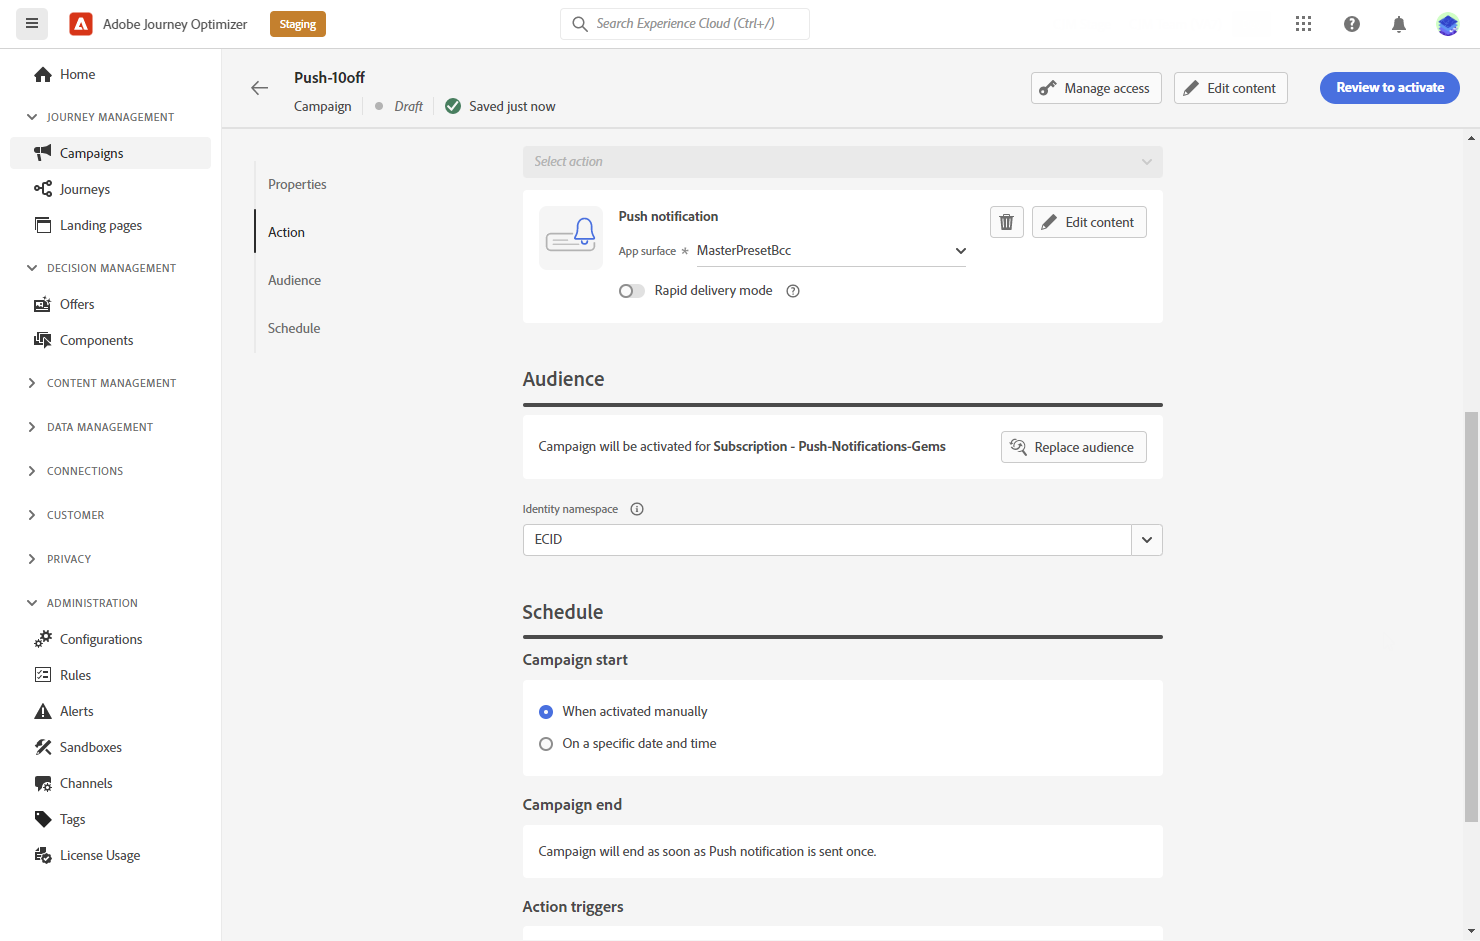 Adobe Journey Optimizer
Staging
Search Experience Cloud (Ctrl+/)
Home
JOURNEY MANAGEMENT
Campaigns
Journeys
Landing pages
DECISION MANAGEMENT
Offers
Components
CONTENT MANAGEMENT
DATA MANAGEMENT
CONNECTIONS
CUSTOMER
PRIVACY
ADMINISTRATION
Configurations
Rules
Alerts
Sandboxes
Channels
Tags
License Usage
Push-10off
Campaign
Draft
Saved just now
Manage access
Edit content
Review to activate
Properties
Action
Audience
Schedule
Select action
Push notification
App surface * MasterPresetBcc
Rapid delivery mode
Edit content
Audience
Campaign will be activated for Subscription - Push-Notifications-Gems
Replace audience
Identity namespace
ECID
Schedule
Campaign start
When activated manually
On a specific date and time
Campaign end
Campaign will end as soon as Push notification is sent once.
Action triggers